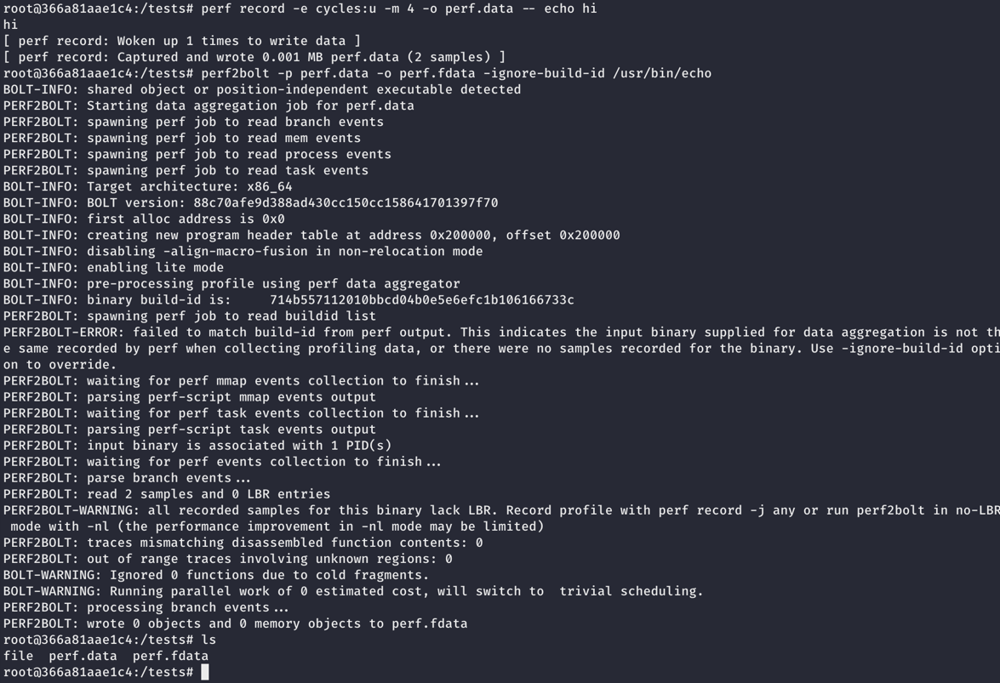 root@366a81aae1c4:/tests# perf record -e cycles:u -m 4 -o perf.data -- echo hi
hi
[ perf record: Woken up 1 times to write data ]
[ perf record: Captured and wrote 0.001 MB perf.data (2 samples) ]
root@366a81aae1c4:/tests# perf2bolt -p perf.data -o perf.fdata -ignore-build-id /usr/bin/echo
BOLT-INFO: shared object or position-independent executable detected
PERF2BOLT: Starting data aggregation job for perf.data
PERF2BOLT: spawning perf job to read branch events
PERF2BOLT: spawning perf job to read mem events
PERF2BOLT: spawning perf job to read process events
PERF2BOLT: spawning perf job to read task events
BOLT-INFO: Target architecture: x86_64
BOLT-INFO: BOLT version: 88c70afe9d388ad430cc150cc158641701397f70
BOLT-INFO: first alloc address is 0x0
BOLT-INFO: creating new program header table at address 0x200000, offset 0x200000
BOLT-INFO: disabling -align-macro-fusion in non-relocation mode
BOLT-INFO: enabling lite mode
BOLT-INFO: pre-processing profile using perf data aggregator
BOLT-INFO: binary build-id is:     714b557112010bbcd04b0e5e6efc1b106166733c
PERF2BOLT: spawning perf job to read buildid list
PERF2BOLT-ERROR: failed to match build-id from perf output. This indicates the input binary supplied for data aggregation is not th
e same recorded by perf when collecting profiling data, or there were no samples recorded for the binary. Use -ignore-build-id opti
on to override.
PERF2BOLT: waiting for perf mmap events collection to finish...
PERF2BOLT: parsing perf-script mmap events output
PERF2BOLT: waiting for perf task events collection to finish...
PERF2BOLT: parsing perf-script task events output
PERF2BOLT: input binary is associated with 1 PID(s)
PERF2BOLT: waiting for perf events collection to finish...
PERF2BOLT: parse branch events...
PERF2BOLT: read 2 samples and 0 LBR entries
PERF2BOLT-WARNING: all recorded samples for this binary lack LBR. Record profile with perf record -j any or run perf2bolt in no-LBR
 mode with -nl (the performance improvement in -nl mode may be limited)
PERF2BOLT: traces mismatching disassembled function contents: 0
PERF2BOLT: out of range traces involving unknown regions: 0
BOLT-WARNING: Ignored 0 functions due to cold fragments.
BOLT-WARNING: Running parallel work of 0 estimated cost, will switch to  trivial scheduling.
PERF2BOLT: processing branch events...
PERF2BOLT: wrote 0 objects and 0 memory objects to perf.fdata
root@366a81aae1c4:/tests# ls
file  perf.data  perf.fdata
root@366a81aae1c4:/tests#